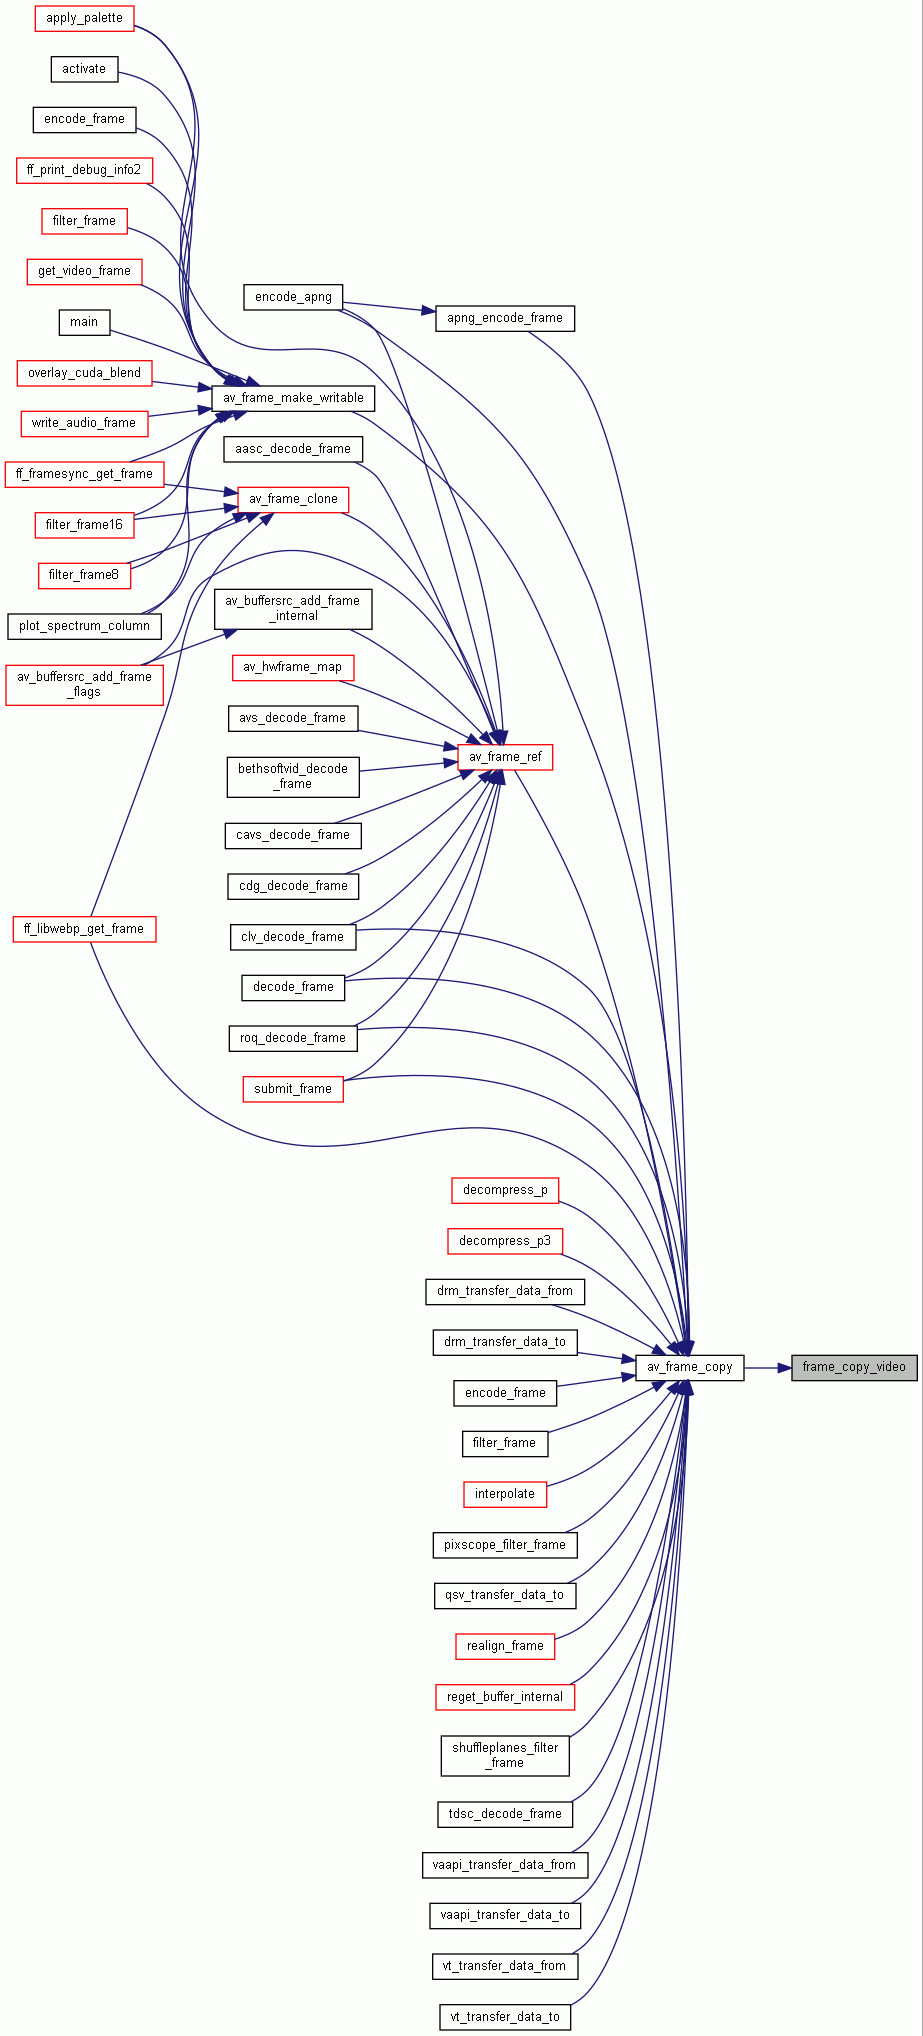 apply_palette
activate
encode_frame
ff_print_debug_info2
filter_frame
get_video_frame
main
overlay_cuda_blend
write_audio_frame
ff_framesync_get_frame
filter_frame16
filter_frame8
plot_spectrum_column
av_buffersrc_add_frame
_flags
ff_libwebp_get_frame
encode_apng
av_frame_make_writable
aasc_decode_frame
av_frame_clone
av_buffersrc_add_frame
_internal
av_hwframe_map
avs_decode_frame
bethsoftvid_decode
_frame
cavs_decode_frame
cdg_decode_frame
clv_decode_frame
decode_frame
roq_decode_frame
submit_frame
apng_encode_frame
av_frame_ref
decompress_p
decompress_p3
drm_transfer_data_from
drm_transfer_data_to
encode_frame
filter_frame
interpolate
pixscope_filter_frame
qsv_transfer_data_to
realign_frame
reget_buffer_internal
shuffleplanes_filter
_frame
tdsc_decode_frame
vaapi_transfer_data_from
vaapi_transfer_data_to
vt_transfer_data_from
vt_transfer_data_to
av_frame_copy
frame_copy_video